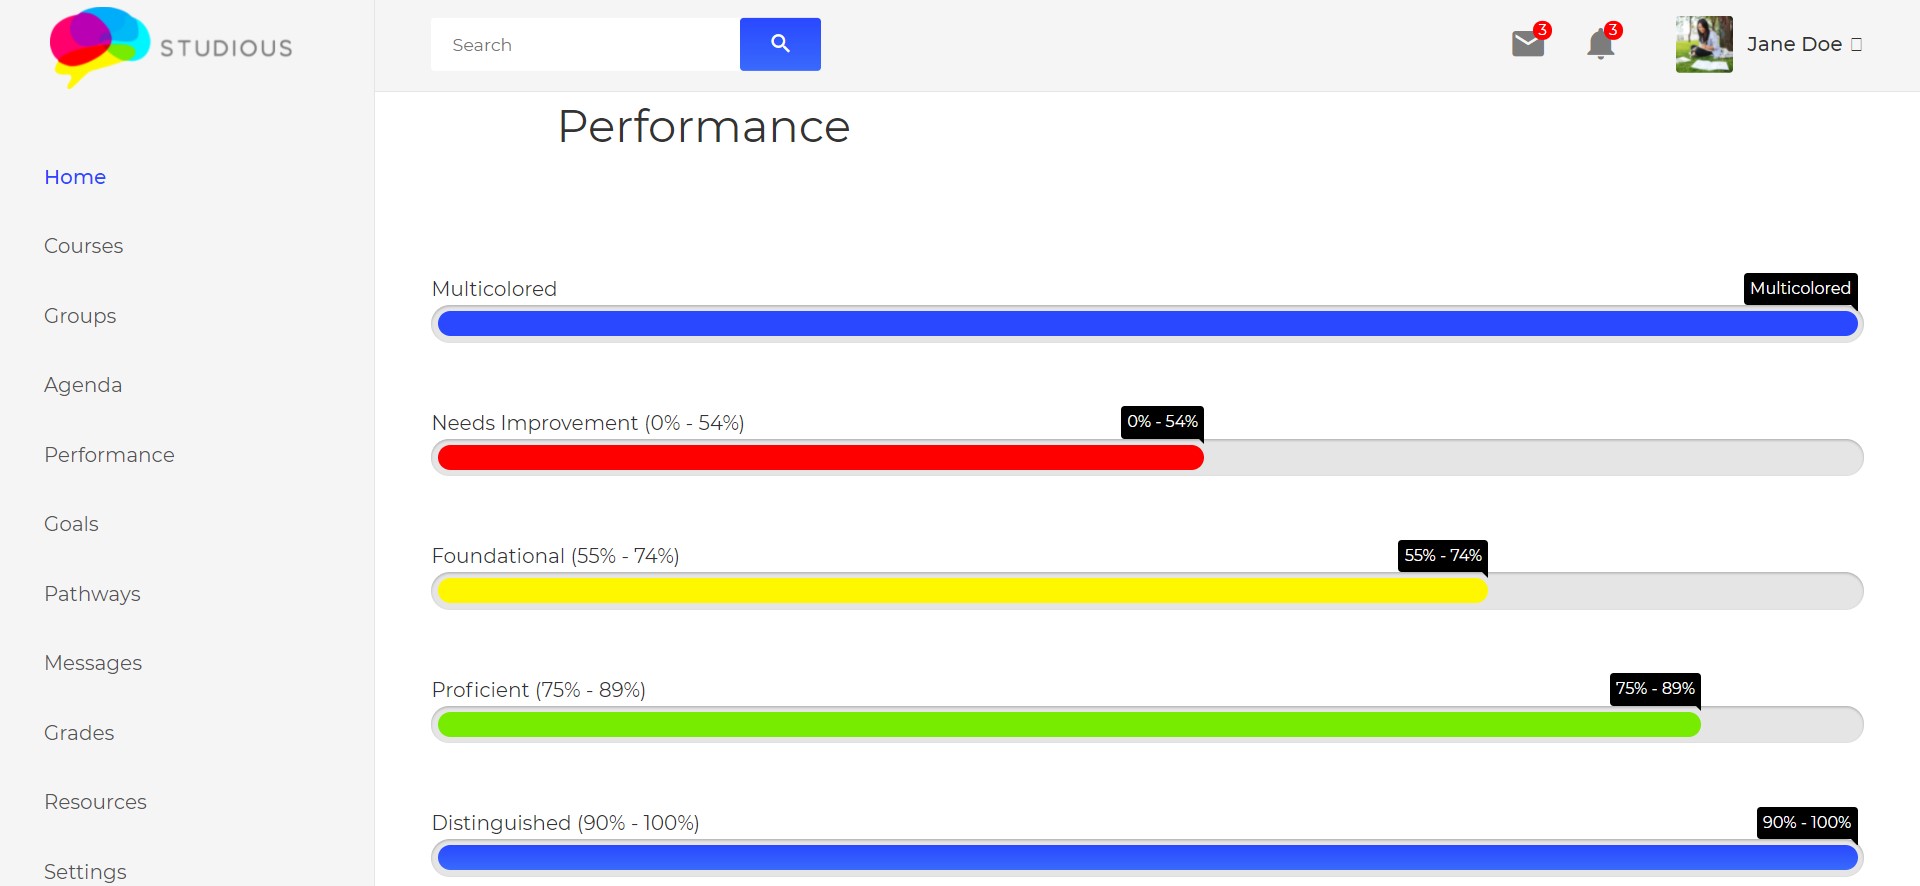 STUDIOUS
Search
3
3
Jane Doe
Home
Courses
Groups
Agenda
Performance
Goals
Pathways
Messages
Grades
Resources
Settings
Performance
Multicolored
Multicolored
Needs Improvement (0% - 54%)
0% - 54%
Foundational (55% - 74%)
55% - 74%
Proficient (75% - 89%)
75% - 89%
Distinguished (90% - 100%)
90% - 100%